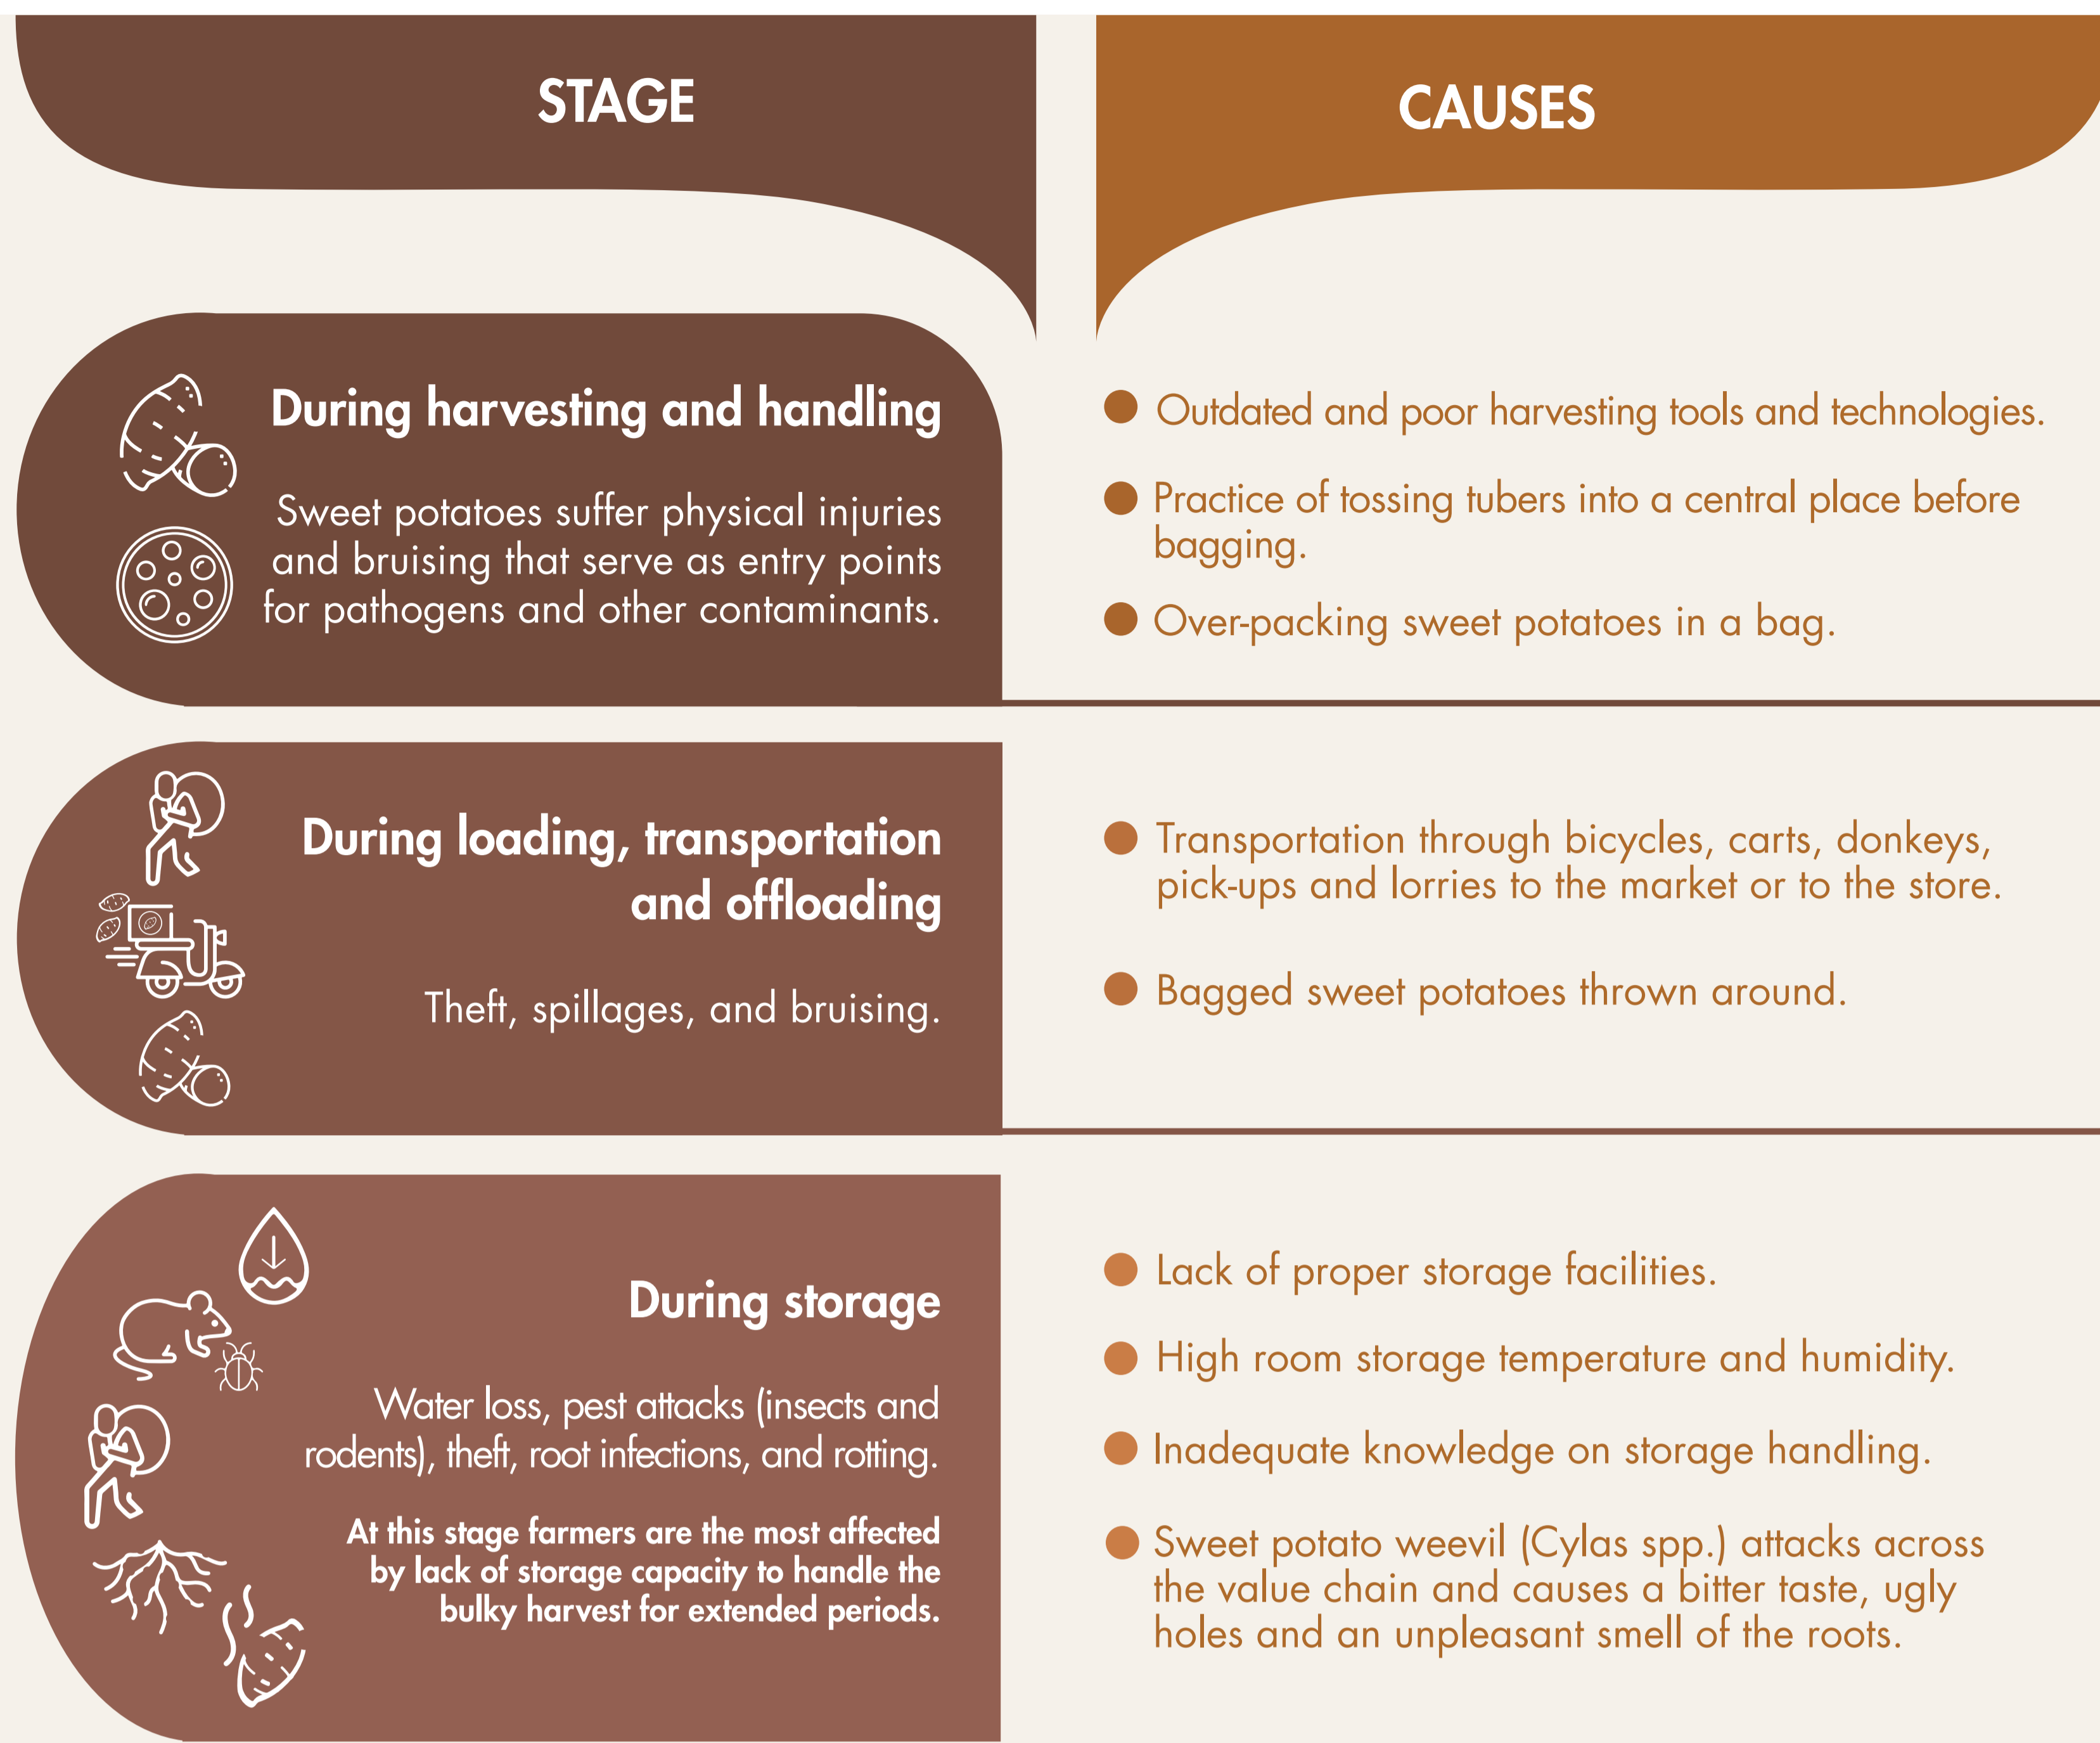 STAGE
CAUSES
During harvesting and handling
Sweet potatoes suffer physical injuries
and bruising that serve as entry points
for pathogens and other contaminants.
Outdated and poor harvesting tools and technologies.
Practice of tossing tubers into a central place before
bagging.
Over-packing sweet potatoes in a bag.
During loading, transportation
and offloading
Theft, spillages, and bruising.
Transportation through bicycles, carts, donkeys,
pick-ups and lorries to the market or to the store.
Bagged sweet potatoes thrown around.
During storage
Water loss, pest attacks (insects and
rodents), theft, root infections, and rotting.
At this stage farmers are the most affected
by lack of storage capacity to handle the
bulky harvest for extended periods.
Lack of proper storage facilities.
High room storage temperature and humidity.
Inadequate knowledge on storage handling.
Sweet potato weevil (Cylas spp.) attacks across
the value chain and causes a bitter taste, ugly
holes and an unpleasant smell of the roots.